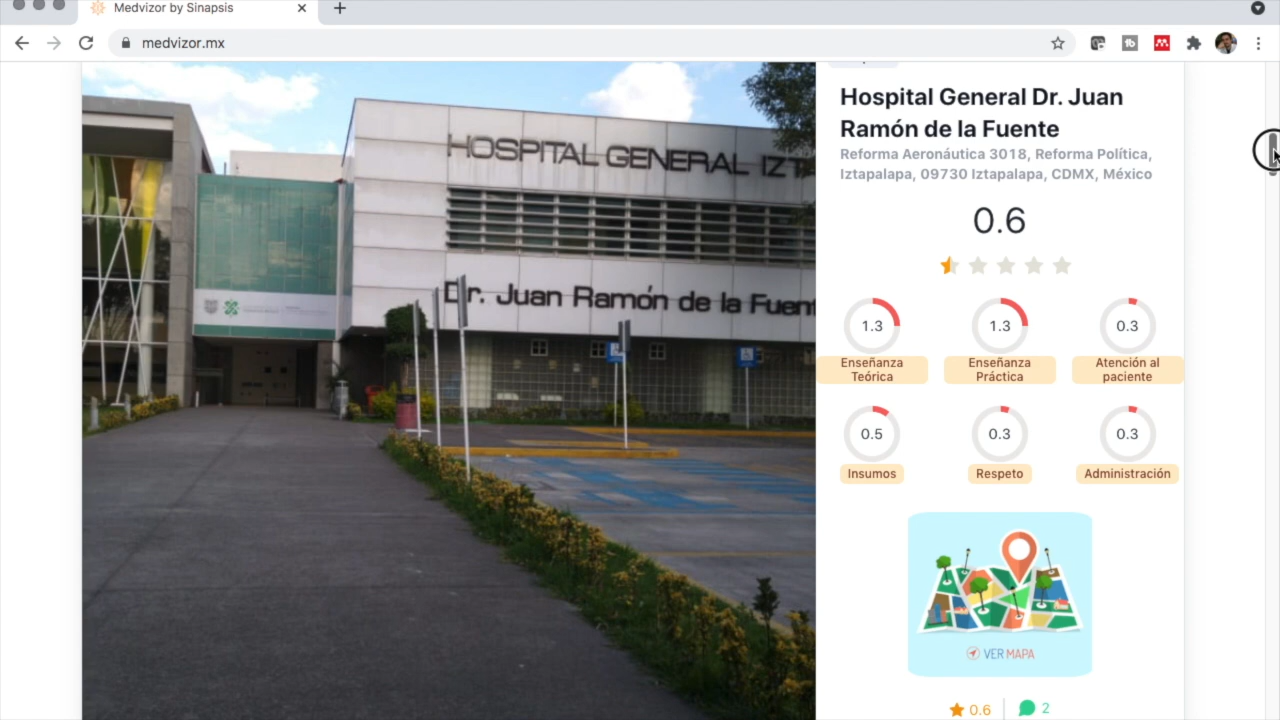 Medvizor by Sinapsis
medvizor.mx
HOSPITAL GENERAL IZT
Dr. Juan Ramón de la Fuent
Hospital General Dr. Juan
Ramón de la Fuente
Reforma Aeronáutica 3018, Reforma Política,
Iztapalapa, 09730 Iztapalapa, CDMX, México
0.6
1.3
1.3
0.3
Enseñanza
Teórica
Enseñanza
Práctica
Atención al
paciente
0.5
0.3
0.3
Insumos
Respeto
Administración
VER MAPA
0.6
2